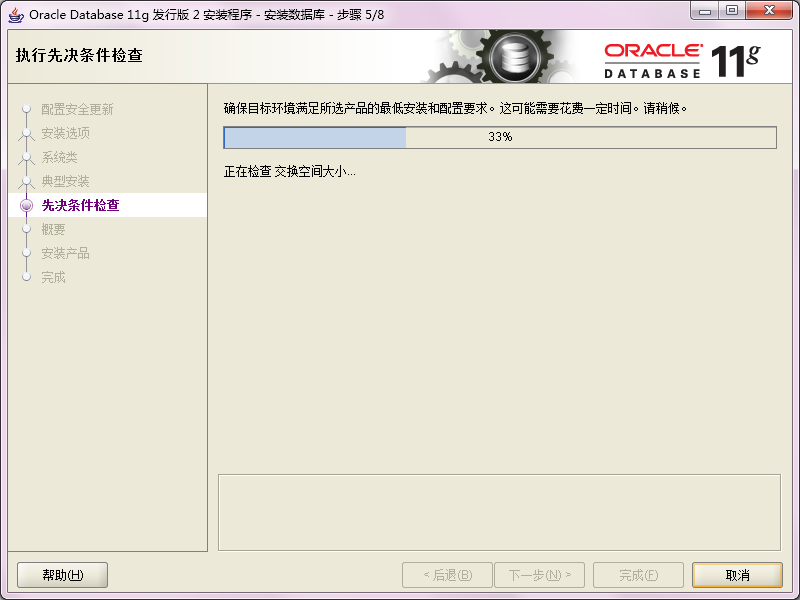 Oracle Database 11g 发行版 2 安装程序 - 安装数据库 - 步骤 5/8
执行先决条件检查
ORACLE
DATABASE
11g
配置安全更新
安装选项
系统类
典型安装
先决条件检查
概要
安装产品
完成
确保目标环境满足所选产品的最低安装和配置要求。这可能需要花费一定时间。请稍候。
33%
正在检查 交换空间大小...
帮助(H)
< 后退(B)
下一步(N) >
完成(F)
取消